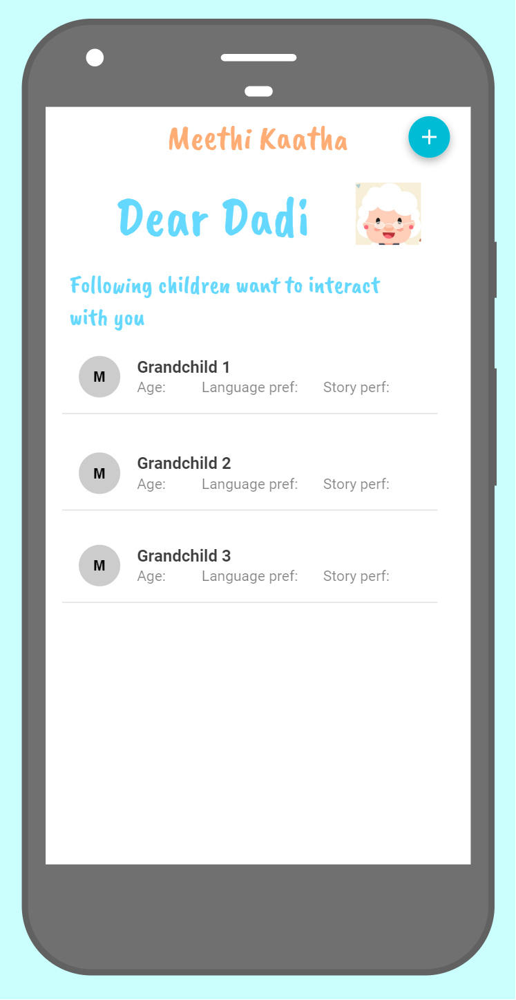 Meethi Kaatha
Dear Dadi
Following children want to interact
with you
M
Grandchild 1
Age: Language pref: Story perf:
M
Grandchild 2
Age: Language pref: Story perf:
M
Grandchild 3
Age: Language pref: Story perf: